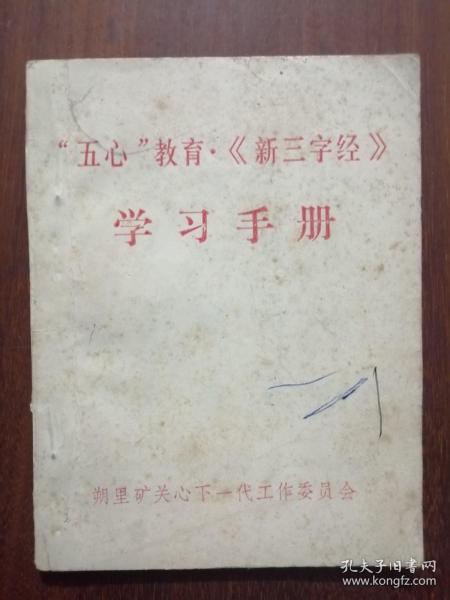 “五心”教育·《新三字经》
学习手册
朔里矿关心下一代工作委员会
孔夫子旧书网
www.kongfz.com